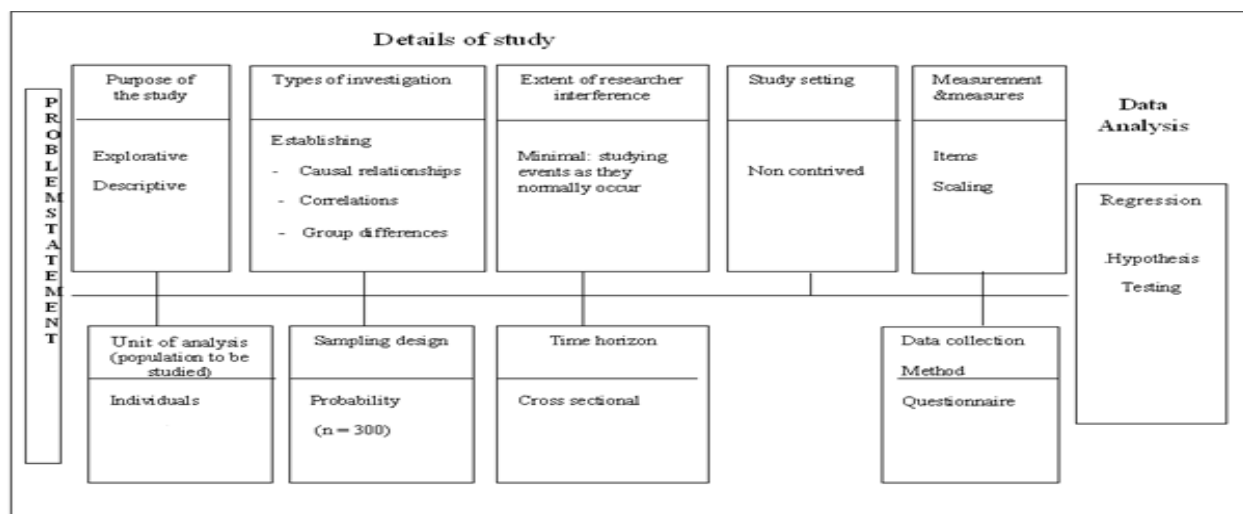 Details of study
PROBLEM STATEMENT
Purpose of
the study
Explorative
Descriptive
Types of investigation
Establishing
- Causal relationships
- Correlations
- Group differences
Extent of researcher
interference
Minimal: studying
events as they
normally occur
Study setting
Non contrived
Measurement
&measures
Items
Scaling
Data
Analysis
Regression
.Hypothesis
Testing
Unit of analysis
(population to be
studied)
Individuals
Sampling design
Probability
(n = 300)
Time horizon
Cross sectional
Data collection
Method
Questionnaire